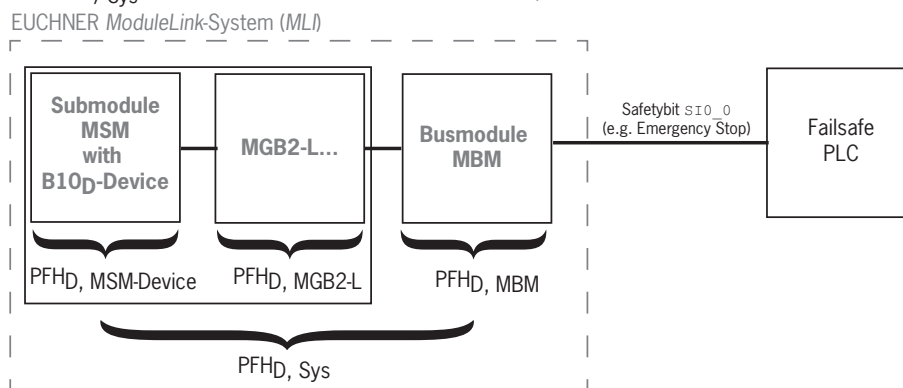 EUCHNER ModuleLink-System (MLI)
Submodule
MSM
with
B10D-Device
MGB2-L...
Busmodule
MBM
Safetybit SI0_0
(e.g. Emergency Stop)
Failsafe
PLC
PFHD, MSM-Device
PFHD, MGB2-L
PFHD, MBM
PFHD, Sys